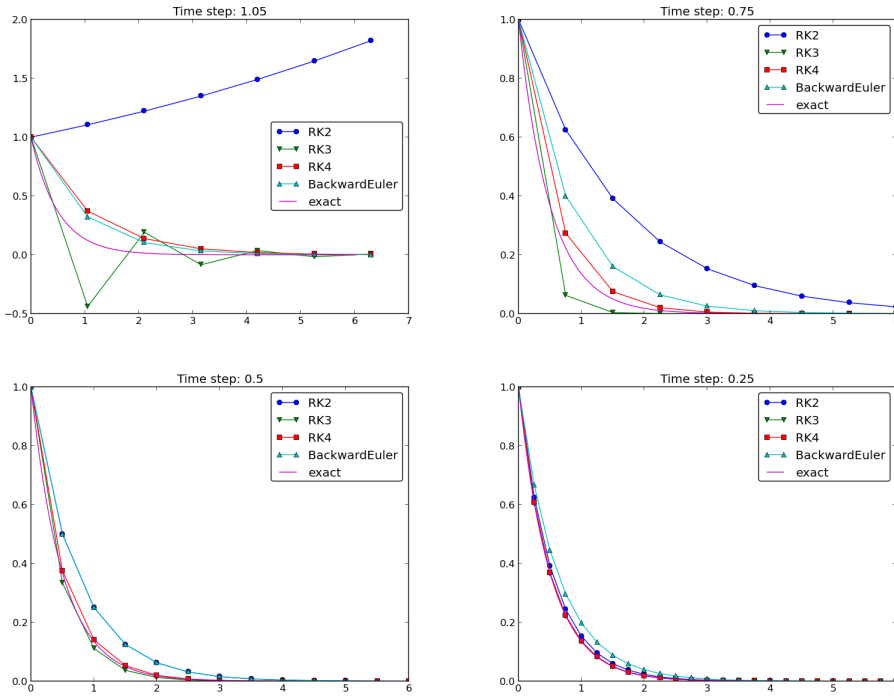 Time step: 1.05
2.0
1.5
1.0
0.5
0.0
−0.5
0 1 2 3 4 5 6 7
RK2
RK3
RK4
BackwardEuler
exact
Time step: 0.75
1.0
0.8
0.6
0.4
0.2
0.0
0 1 2 3 4 5
RK2
RK3
RK4
BackwardEuler
exact
Time step: 0.5
1.0
0.8
0.6
0.4
0.2
0.0
0 1 2 3 4 5 6
RK2
RK3
RK4
BackwardEuler
exact
Time step: 0.25
1.0
0.8
0.6
0.4
0.2
0.0
0 1 2 3 4 5
RK2
RK3
RK4
BackwardEuler
exact